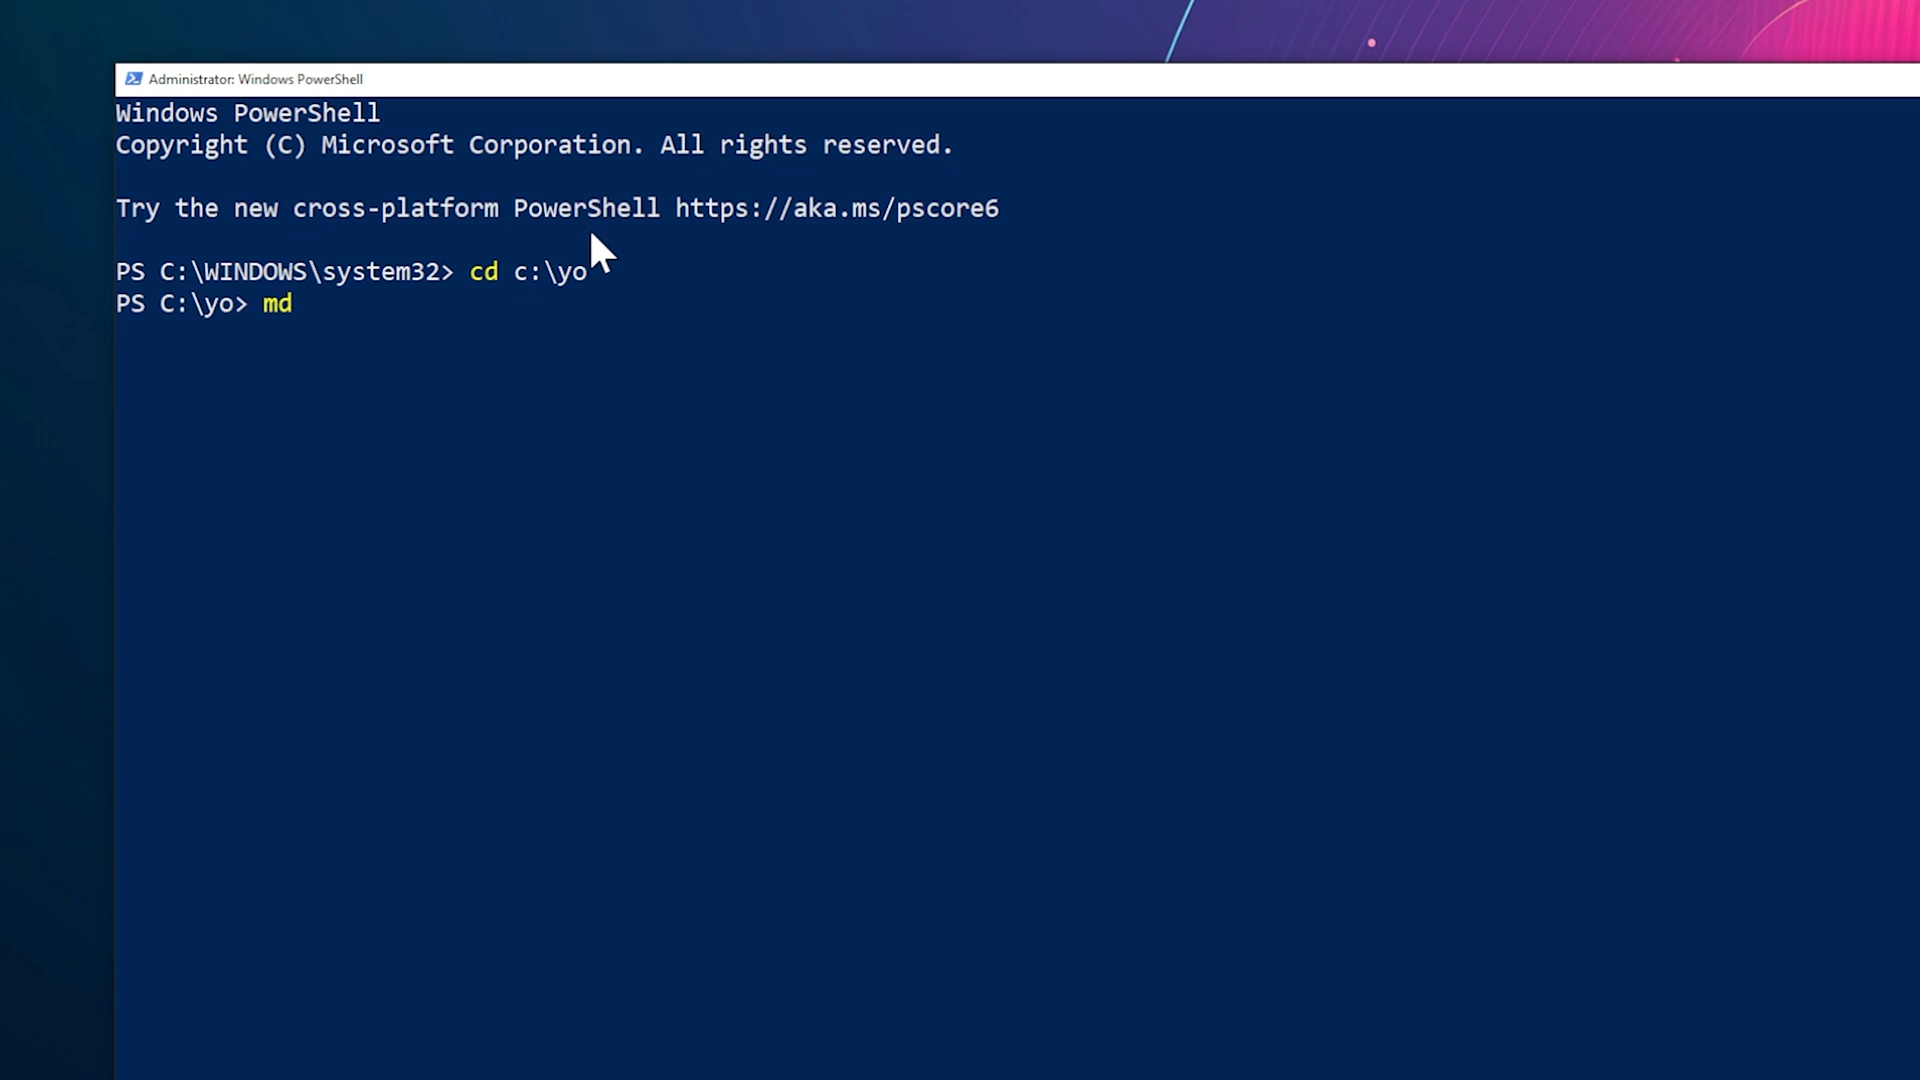 Administrator: Windows PowerShell
Windows PowerShell
Copyright (C) Microsoft Corporation. All rights reserved.
Try the new cross-platform PowerShell https://aka.ms/pscore6
PS C:\WINDOWS\system32> cd c:\yo
PS C:\yo> md